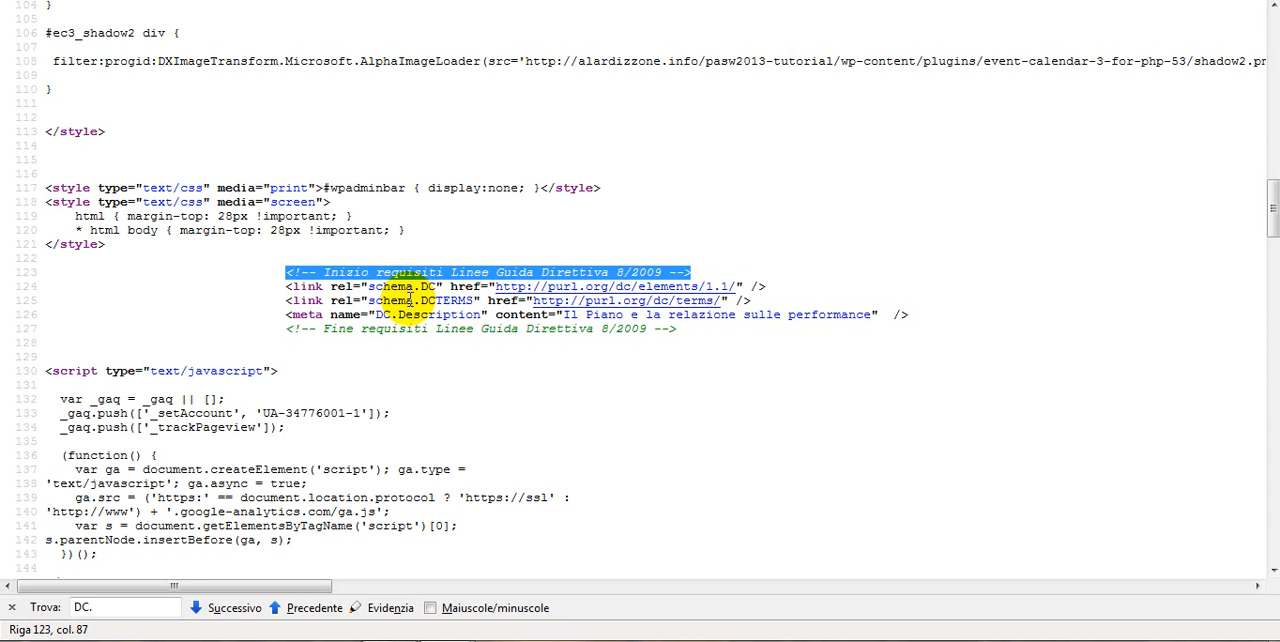 104 }
105
106 #ec3_shadow2 div {
107
108 filter:progid:DXImageTransform.Microsoft.AlphaImageLoader(src='http://alardizzone.info/pasw2013-tutorial/wp-content/plugins/event-calendar-3-for-php-53/shadow2.pn
109
110 }
111
112
113 </style>
114
115
116
117 <style type="text/css" media="print">#wpadminbar { display:none; }</style>
118 <style type="text/css" media="screen">
119 html { margin-top: 28px !important; }
120 * html body { margin-top: 28px !important; }
121 </style>
122
123 <!-- Inizio requisiti Linee Guida Direttiva 8/2009 -->
124 <link rel="schema.DC" href="http://purl.org/dc/elements/1.1/" />
125 <link rel="schema.DCTERMS" href="http://purl.org/dc/terms/" />
126 <meta name="DC.Description" content="Il Piano e la relazione sulle performance" />
127 <!-- Fine requisiti Linee Guida Direttiva 8/2009 -->
128
129
130 <script type="text/javascript">
131
132 var _gaq = _gaq || [];
133 _gaq.push(['_setAccount', 'UA-34776001-1']);
134 _gaq.push(['_trackPageview']);
135
136 (function() {
137 var ga = document.createElement('script'); ga.type =
138 'text/javascript'; ga.async = true;
139 ga.src = ('https:' == document.location.protocol ? 'https://ssl' :
140 'http://www') + '.google-analytics.com/ga.js';
141 var s = document.getElementsByTagName('script')[0];
142 s.parentNode.insertBefore(ga, s);
143 })();
144
Trova: DC. Successivo Precedente Evidenzia Maiuscole/minuscole
Riga 123, col. 87